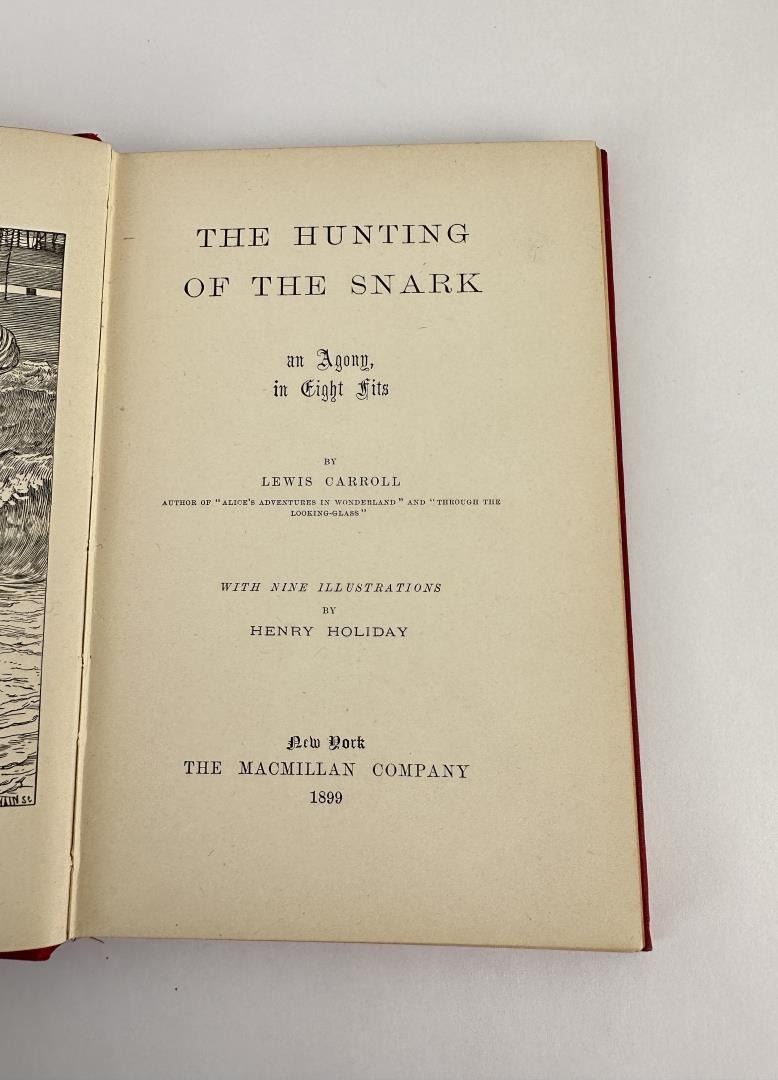 THE HUNTING
OF THE SNARK
an Agony,
in Eight Fits
BY
LEWIS CARROLL
AUTHOR OF "ALICE'S ADVENTURES IN WONDERLAND" AND "THROUGH THE
LOOKING-GLASS"
WITH NINE ILLUSTRATIONS
BY
HENRY HOLIDAY
New York
THE MACMILLAN COMPANY
1899